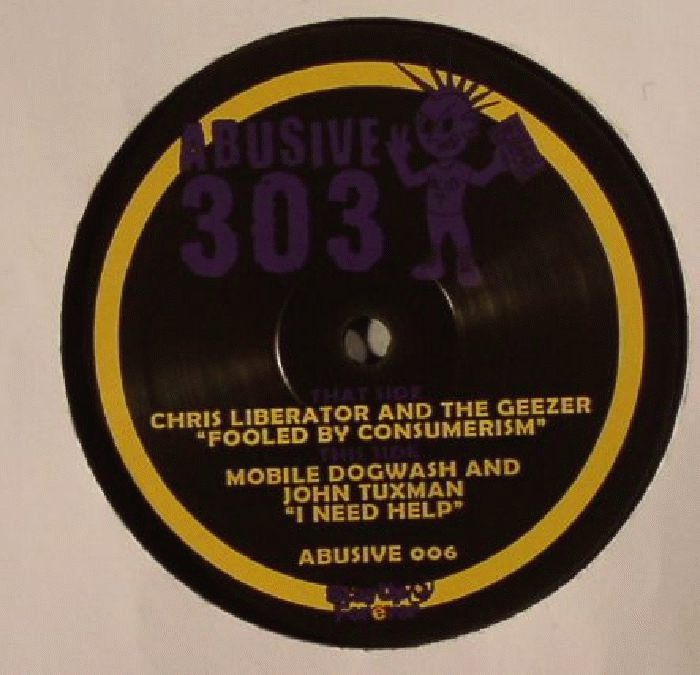 ABUSIVE
303
THAT SIDE
CHRIS LIBERATOR AND THE GEEZER
"FOOLED BY CONSUMERISM"
THIS SIDE
MOBILE DOGWASH AND
JOHN TUXMAN
"I NEED HELP"
ABUSIVE 006